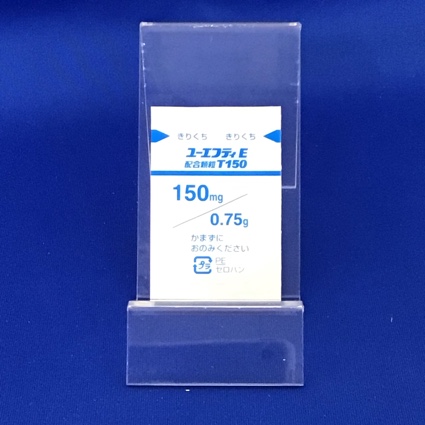 きりくち きりくち
ユーエフティE
配合顆粒T150
150mg
0.75g
かまずに
おのみください
プラ
PE
セロハン